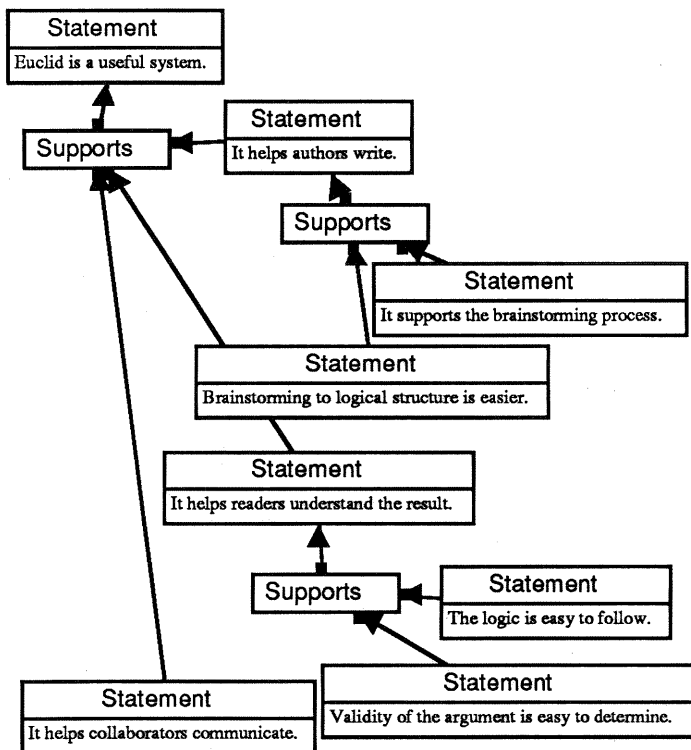 Statement
Euclid is a useful system.
Supports
Statement
It helps authors write.
Supports
Statement
It supports the brainstorming process.
Statement
Brainstorming to logical structure is easier.
Statement
It helps readers understand the result.
Supports
Statement
The logic is easy to follow.
Statement
Validity of the argument is easy to determine.
Statement
It helps collaborators communicate.